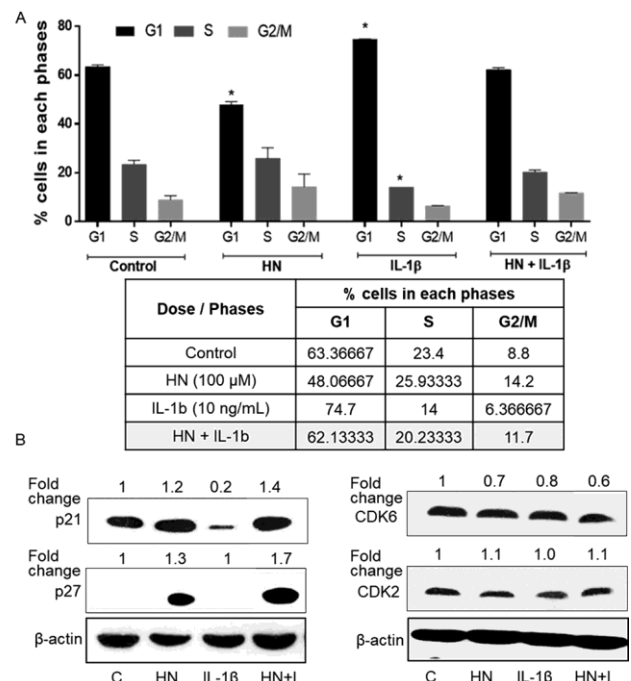 A
G1 S G2/M
% cells in each phases
80
60
40
20
0
* * *
G1 S G2/M G1 S G2/M G1 S G2/M G1 S G2/M
Control HN IL-1β HN + IL-1β
Dose / Phases % cells in each phases
G1 S G2/M
Control 63.36667 23.4 8.8
HN (100 µM) 48.06667 25.93333 14.2
IL-1b (10 ng/mL) 74.7 14 6.366667
HN + IL-1b 62.13333 20.23333 11.7
B
Fold change 1 1.2 0.2 1.4
p21
Fold change 1 1.3 1 1.7
p27
β-actin
C HN IL-1β HN+I
Fold change 1 0.7 0.8 0.6
CDK6
Fold change 1 1.1 1.0 1.1
CDK2
β-actin
C HN IL-1β HN+I